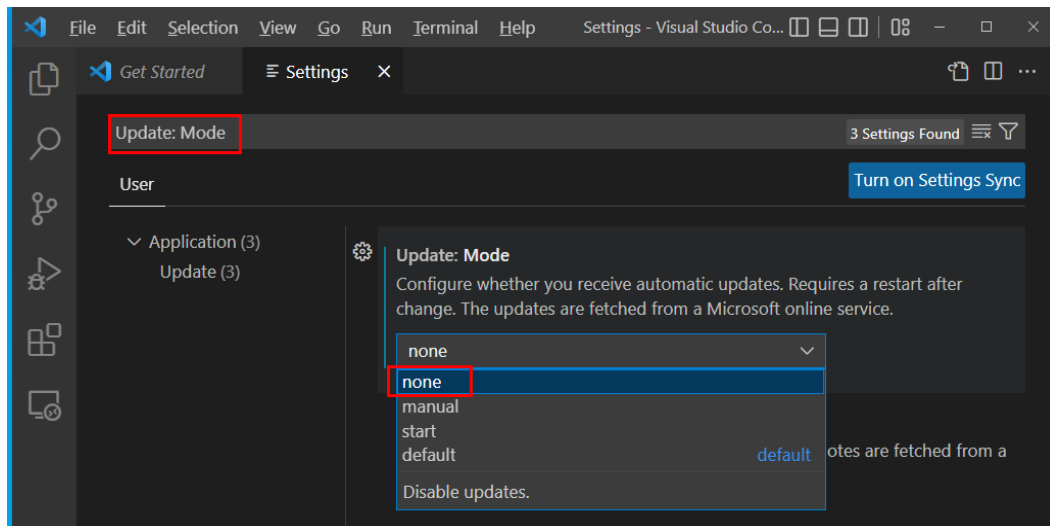 File Edit Selection View Go Run Terminal Help Settings - Visual Studio Co...
Get Started Settings
Update: Mode 3 Settings Found
User Turn on Settings Sync
Application (3)
Update (3)
Update: Mode
Configure whether you receive automatic updates. Requires a restart after
change. The updates are fetched from a Microsoft online service.
none
none
manual
start
default default
otes are fetched from a
Disable updates.